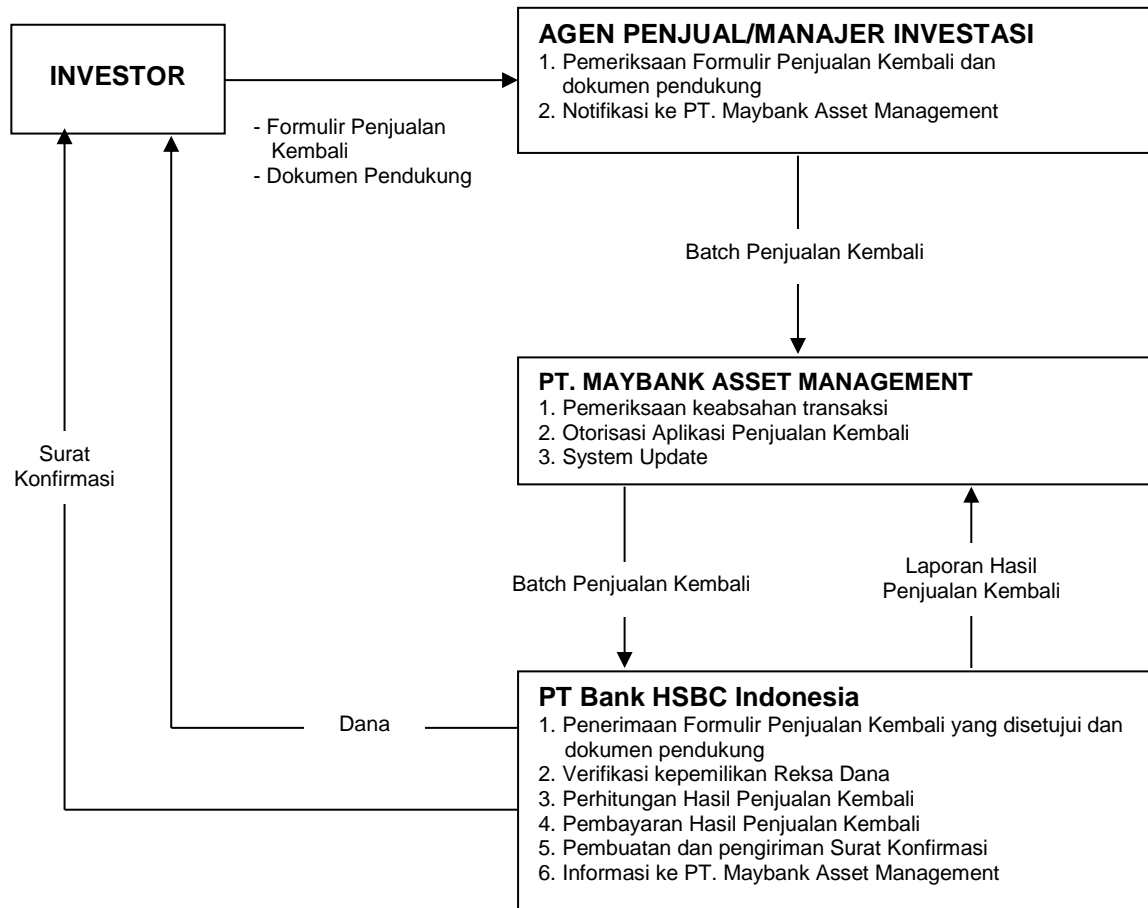 INVESTOR
AGEN PENJUAL/MANAJER INVESTASI
1. Pemeriksaan Formulir Penjualan Kembali dan
dokumen pendukung
2. Notifikasi ke PT. Maybank Asset Management
- Formulir Penjualan
Kembali
- Dokumen Pendukung
Batch Penjualan Kembali
PT. MAYBANK ASSET MANAGEMENT
1. Pemeriksaan keabsahan transaksi
2. Otorisasi Aplikasi Penjualan Kembali
3. System Update
Surat
Konfirmasi
Batch Penjualan Kembali
Laporan Hasil
Penjualan Kembali
Dana
PT Bank HSBC Indonesia
1. Penerimaan Formulir Penjualan Kembali yang disetujui dan
dokumen pendukung
2. Verifikasi kepemilikan Reksa Dana
3. Perhitungan Hasil Penjualan Kembali
4. Pembayaran Hasil Penjualan Kembali
5. Pembuatan dan pengiriman Surat Konfirmasi
6. Informasi ke PT. Maybank Asset Management